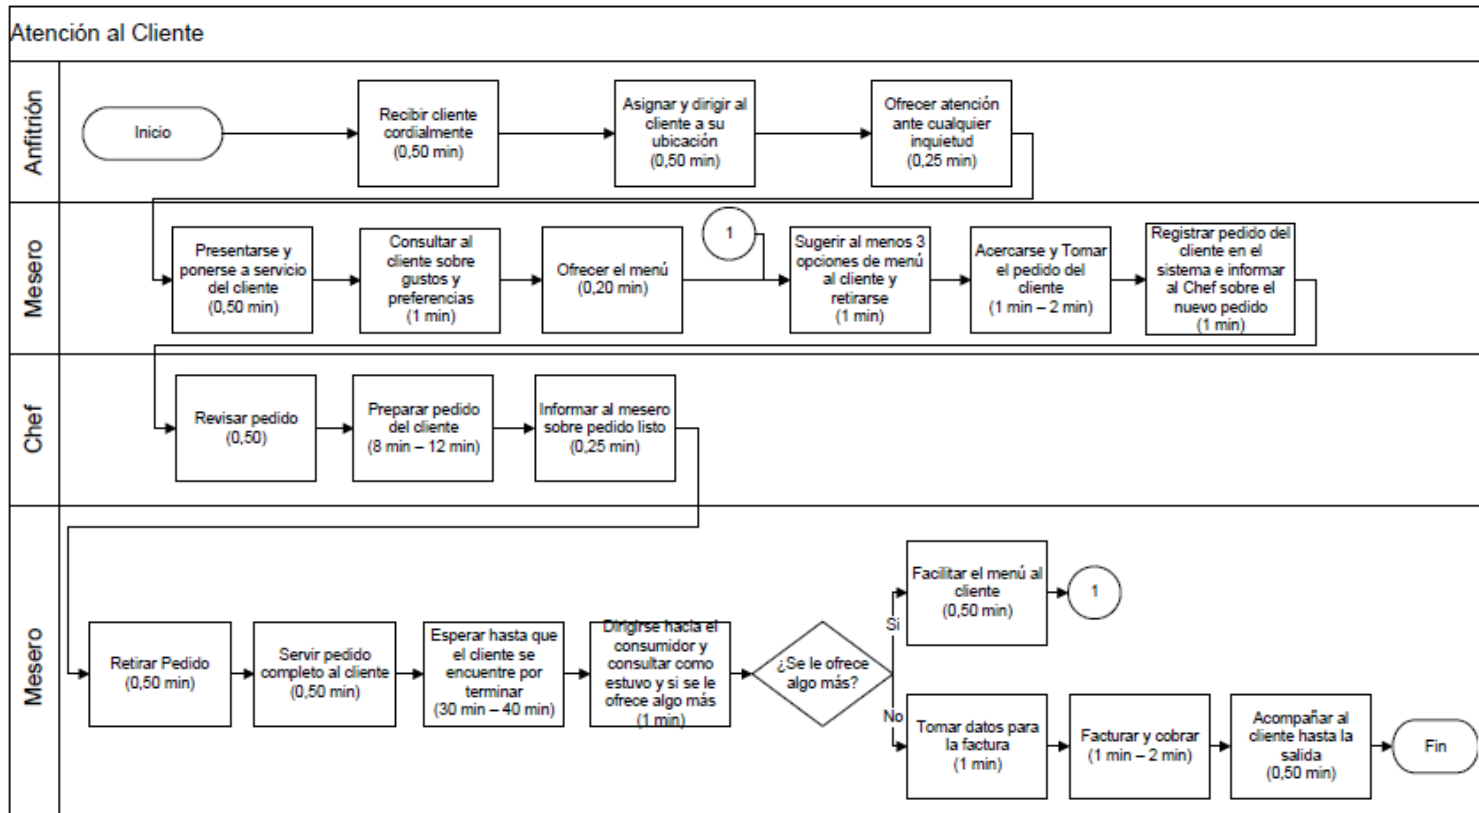 Atención al Cliente
Anfitrión
Inicio
Recibir cliente
cordialmente
(0,50 min)
Asignar y dirigir al
cliente a su
ubicación
(0,50 min)
Ofrecer atención
ante cualquier
inquietud
(0,25 min)
Mesero
Presentarse y
ponerse a servicio
del cliente
(0,50 min)
Consultar al
cliente sobre
gustos y
preferencias
(1 min)
Ofrecer el menú
(0,20 min)
1
Sugerir al menos 3
opciones de menú
al cliente y
retirarse
(1 min)
Acercarse y Tomar
el pedido del
cliente
(1 min – 2 min)
Registrar pedido del
cliente en el
sistema e informar
al Chef sobre el
nuevo pedido
(1 min)
Chef
Revisar pedido
(0,50)
Preparar pedido
del cliente
(8 min – 12 min)
Informar al mesero
sobre pedido listo
(0,25 min)
Mesero
Retirar Pedido
(0,50 min)
Servir pedido
completo al cliente
(0,50 min)
Esperar hasta que
el cliente se
encuentre por
terminar
(30 min – 40 min)
Dirigirse hacia el
consumidor y
consultar como
estuvo y si se le
ofrece algo más
(1 min)
¿Se le ofrece
algo más?
Si
Facilitar el menú al
cliente
(0,50 min)
1
No
Tomar datos para
la factura
(1 min)
Facturar y cobrar
(1 min – 2 min)
Acompañar al
cliente hasta la
salida
(0,50 min)
Fin